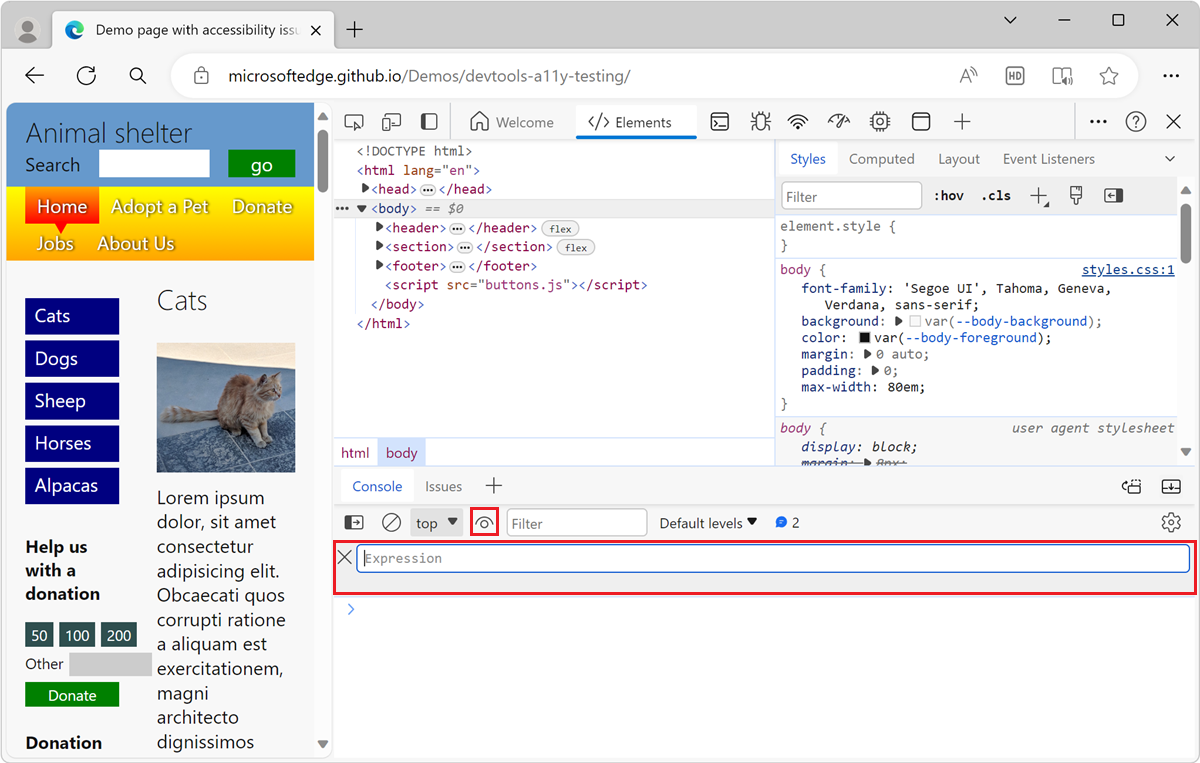 Demo page with accessibility issu
microsoftedge.github.io/Demos/devtools-a11y-testing/
HD
Animal shelter
Search
go
Home
Adopt a Pet
Donate
Jobs
About Us
Cats
Dogs
Sheep
Horses
Alpacas
Help us
with a
donation
50
100
200
Other
Donate
Donation
Cats
Lorem ipsum
dolor, sit amet
consectetur
adipisicing elit.
Obcaecati quos
corrupti ratione
a aliquam est
exercitationem,
magni
architecto
dignissimos
Welcome
</> Elements
<!DOCTYPE html>
<html lang="en">
<head> ⋯ </head>
<body> == $0
<header> ⋯ </header> flex
<section> ⋯ </section> flex
<footer> ⋯ </footer>
<script src="buttons.js"></script>
</body>
</html>
html
body
Styles
Computed
Layout
Event Listeners
Filter
:hov
.cls
element.style {
}
body {
styles.css:1
font-family: 'Segoe UI', Tahoma, Geneva,
Verdana, sans-serif;
background: var(--body-background);
color: var(--body-foreground);
margin: 0 auto;
padding: 0;
max-width: 80em;
}
body {
user agent stylesheet
display: block;
margin: 8px;
Console
Issues
top
Filter
Default levels
2
Expression